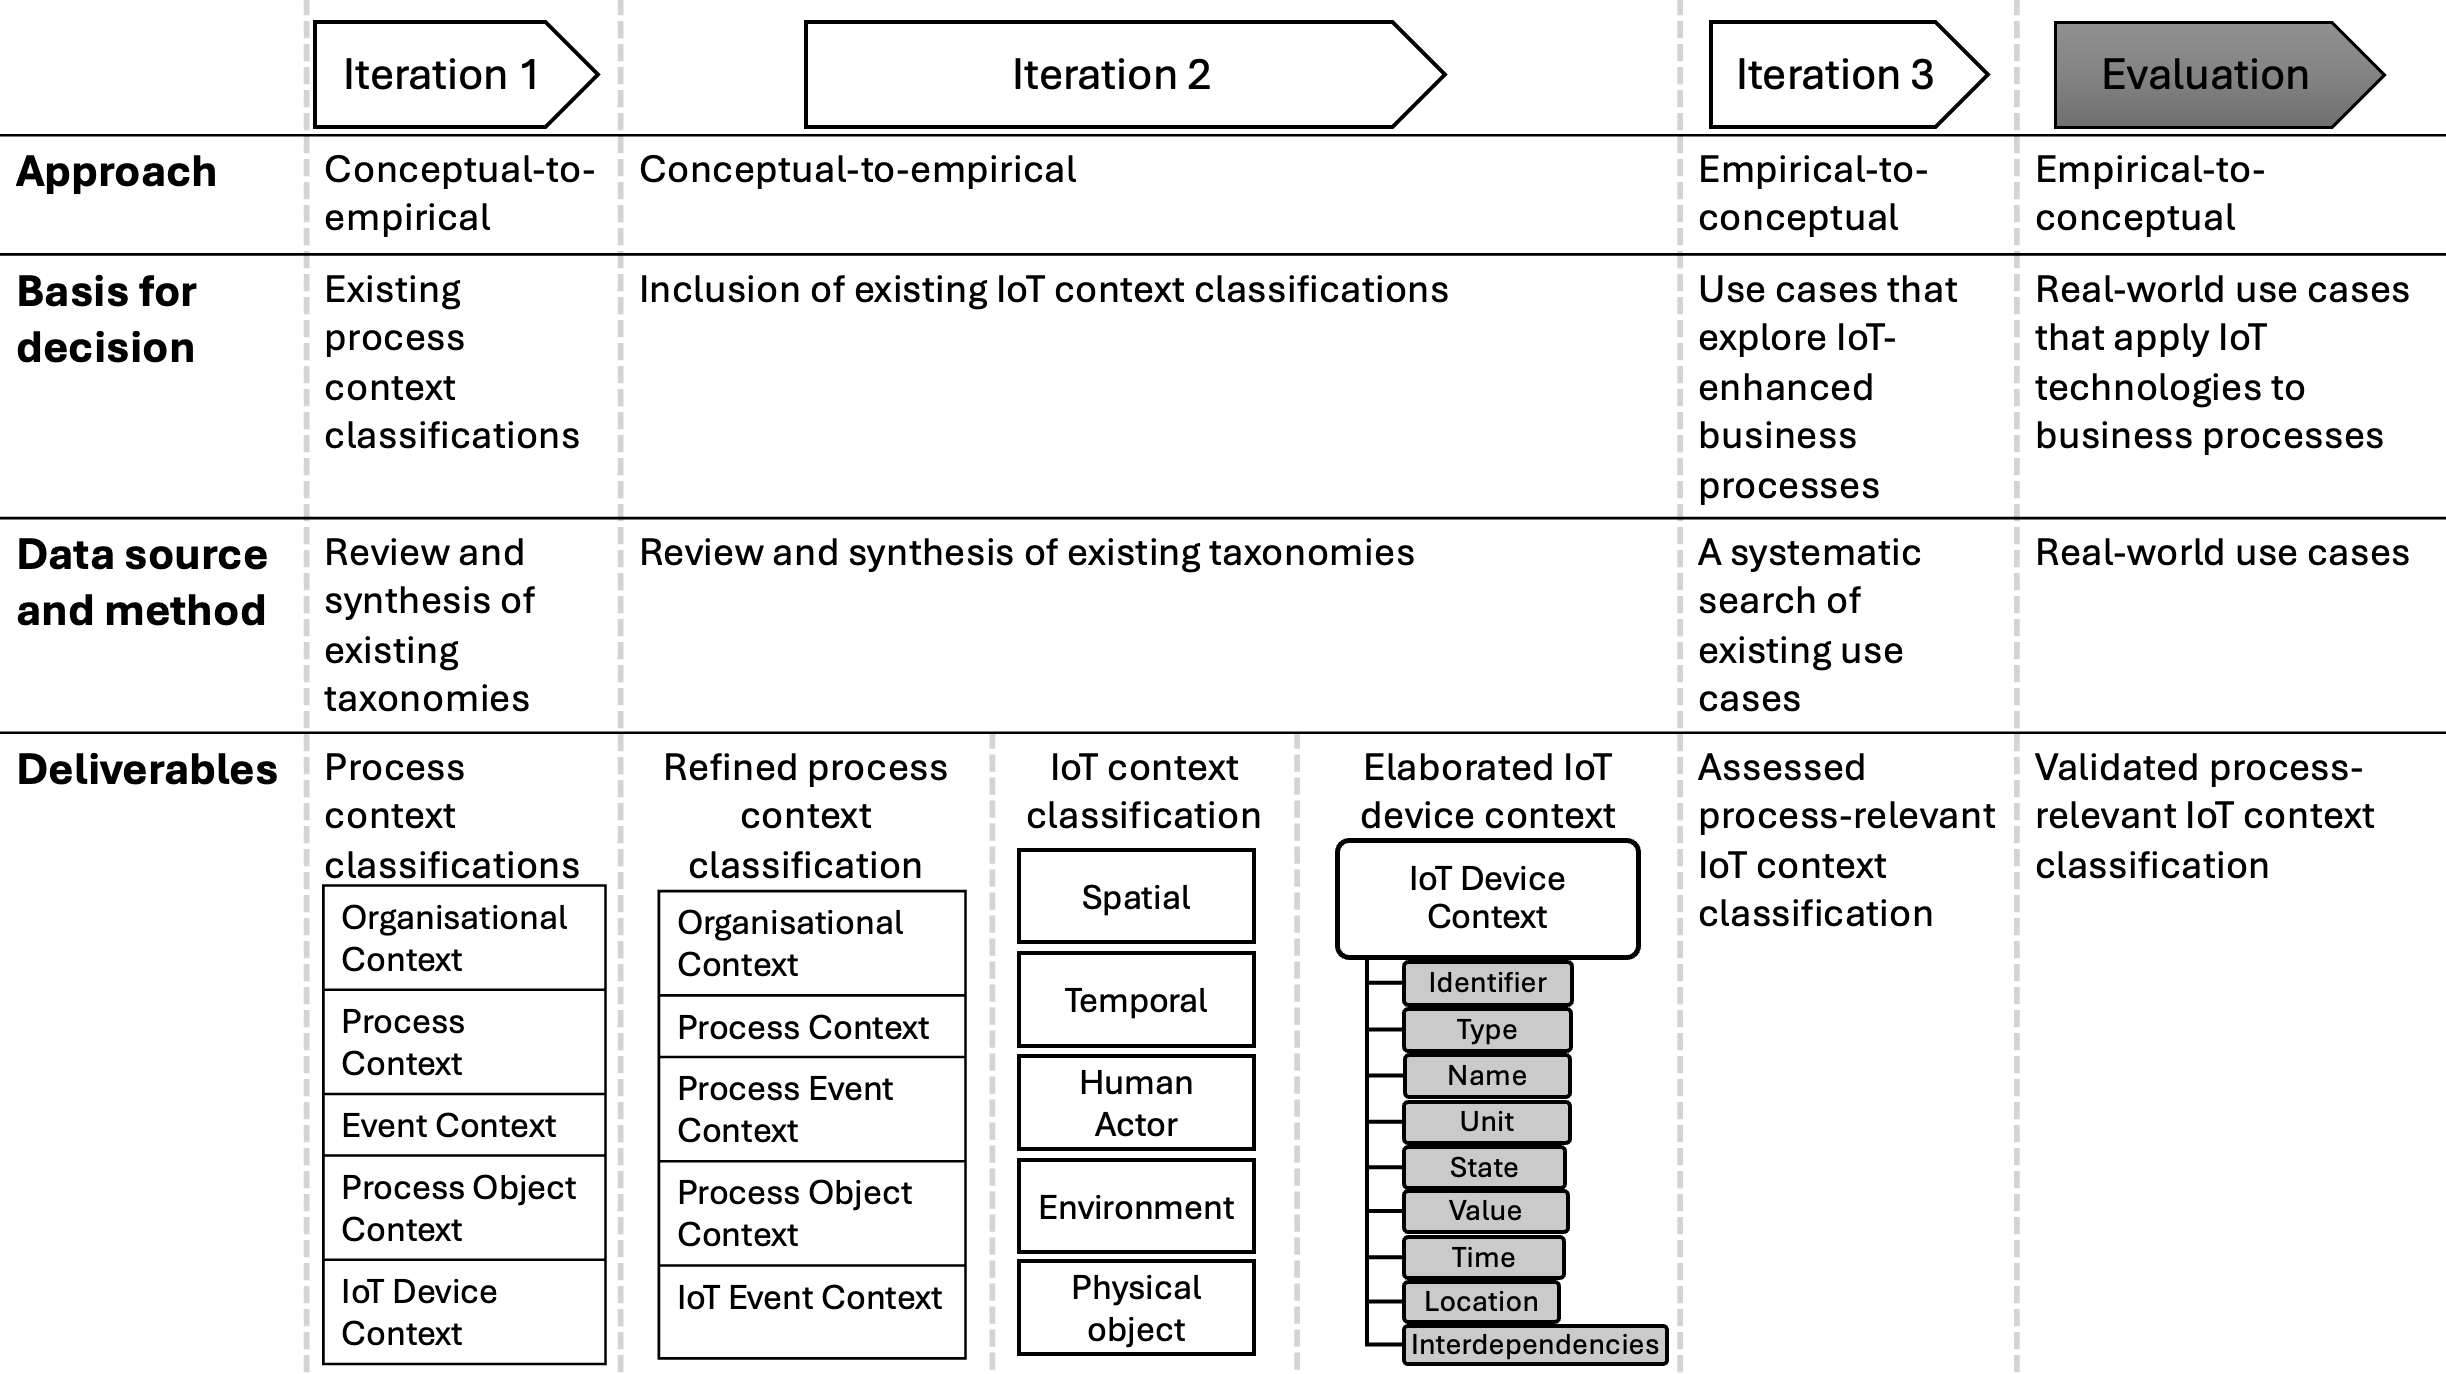 Iteration 1
Iteration 2
Iteration 3
Evaluation
Approach
Conceptual-to-
empirical
Conceptual-to-empirical
Empirical-to-
conceptual
Empirical-to-
conceptual
Basis for
decision
Existing
process
context
classifications
Inclusion of existing IoT context classifications
Use cases that
explore IoT-
enhanced
business
processes
Real-world use cases
that apply IoT
technologies to
business processes
Data source
and method
Review and
synthesis of
existing
taxonomies
Review and synthesis of existing taxonomies
A systematic
search of
existing use
cases
Real-world use cases
Deliverables
Process
context
classifications
Organisational
Context
Process
Context
Event Context
Process Object
Context
IoT Device
Context
Refined process
context
classification
Organisational
Context
Process Context
Process Event
Context
Process Object
Context
IoT Event Context
IoT context
classification
Spatial
Temporal
Human
Actor
Environment
Physical
object
Elaborated IoT
device context
IoT Device
Context
Identifier
Type
Name
Unit
State
Value
Time
Location
Interdependencies
Assessed
process-relevant
IoT context
classification
Validated process-
relevant IoT context
classification